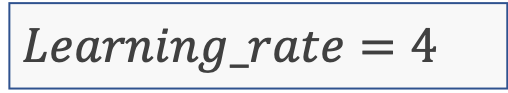 Learning_rate = 4